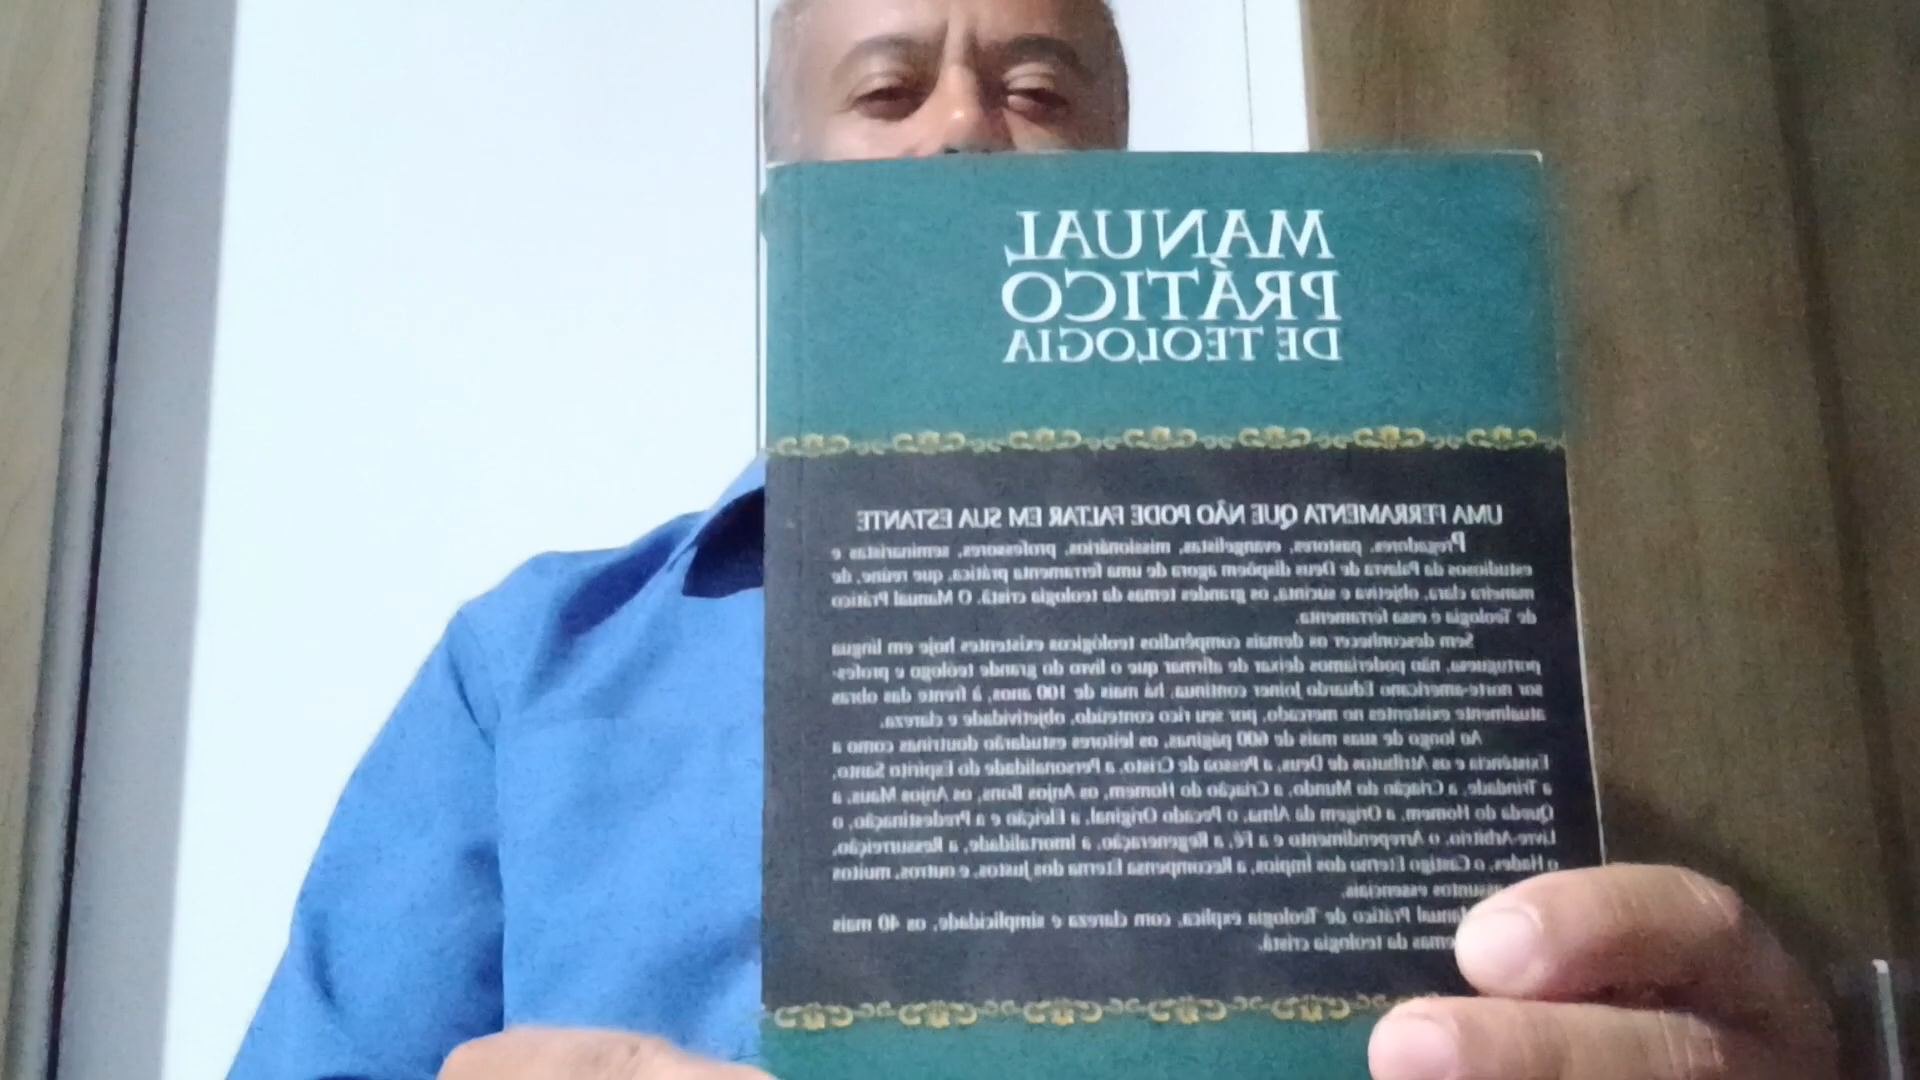 MANUAL
PRÁTICO
DE TEOLOGIA
UMA FERRAMENTA QUE NÃO PODE FALTAR EM SUA ESTANTE
Pregadores, pastores, evangelistas, missionários, professores, seminaristas e
estudiosos da Palavra de Deus dispõem agora de uma ferramenta prática, que reúne, de
maneira clara, objetiva e sucinta, os grandes temas da teologia cristã. O Manual Prático
de Teologia e essa ferramenta.
Sem desconhecer os demais compêndios teológicos existentes hoje em língua
portuguesa, não poderíamos deixar de afirmar que o livro do grande teólogo e profes-
sor norte-americano Eduardo Joiner continua, há mais de 100 anos, à frente das obras
atualmente existentes no mercado, por seu rico conteúdo, objetividade e clareza.
Ao longo de suas mais de 600 páginas, os leitores estudarão doutrinas como a
Existência e os Atributos de Deus, a Pessoa de Cristo, a Personalidade do Espírito Santo,
a Trindade, a Criação do Mundo, a Criação do Homem, os Anjos Bons, os Anjos Maus, a
Queda do Homem, a Origem da Alma, o Pecado Original, a Eleição e a Predestinação, o
Livre-Arbítrio, o Arrependimento e a Fé, a Regeneração, a Imortalidade, a Ressurreição,
o Hades, o Castigo Eterno dos Ímpios, a Recompensa Eterna dos Justos, e outros, muitos
assuntos essenciais.
Manual Prático de Teologia explica, com clareza e simplicidade, os 40 mais
da teologia cristã.